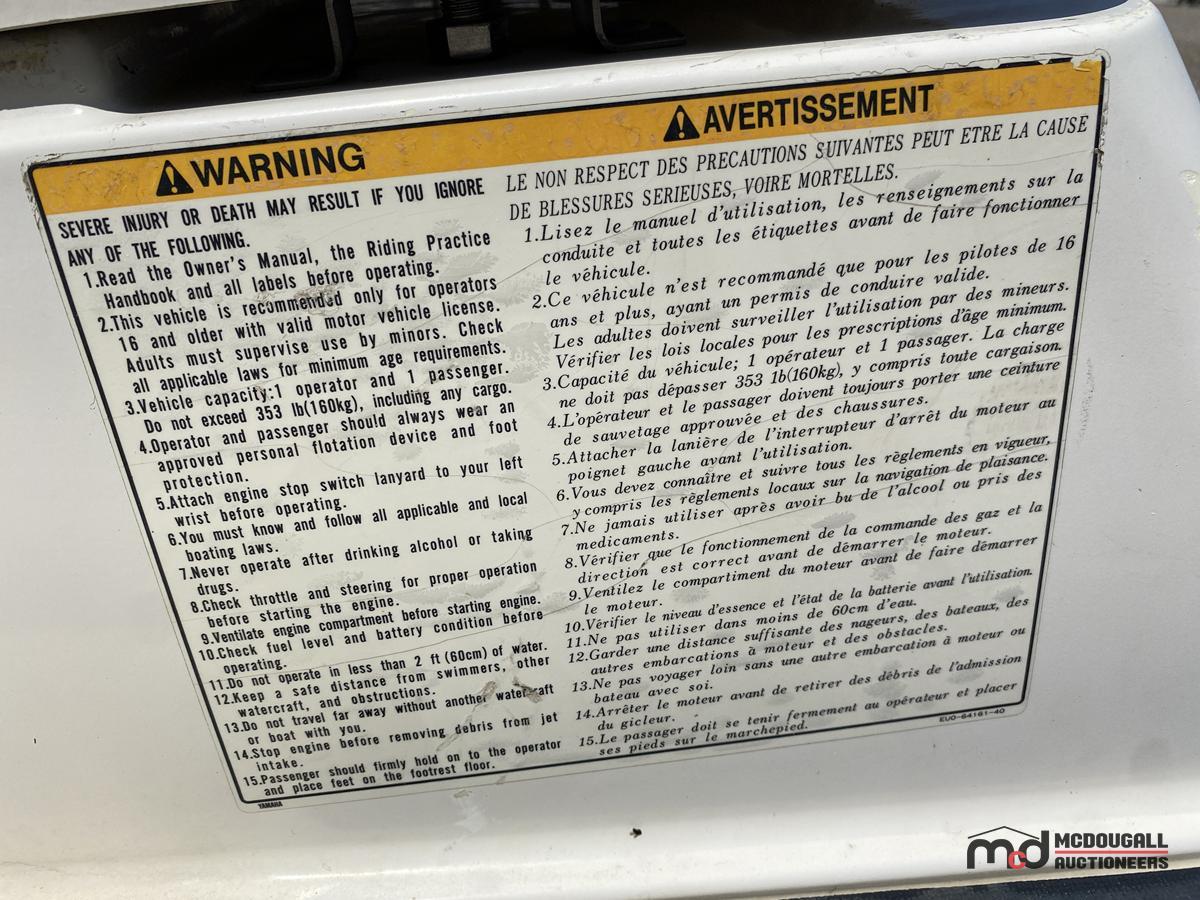 WARNING
SEVERE INJURY OR DEATH MAY RESULT IF YOU IGNORE
ANY OF THE FOLLOWING.
1.Read the Owner's Manual, the Riding Practice
Handbook and all labels before operating.
2.This vehicle is recommended only for operators
16 and older with valid motor vehicle license.
Adults must supervise use by minors. Check
all applicable laws for minimum age requirements.
3.Vehicle capacity:1 operator and 1 passenger.
Do not exceed 353 lb(160kg), including any cargo.
4.Operator and passenger should always wear an
approved personal flotation device and foot
protection.
5.Attach engine stop switch lanyard to your left
wrist before operating.
6.You must know and follow all applicable and local
boating laws.
7.Never operate after drinking alcohol or taking
drugs.
8.Check throttle and steering for proper operation
before starting the engine.
9.Ventilate engine compartment before starting engine.
10.Check fuel level and battery condition before
operating.
11.Do not operate in less than 2 ft (60cm) of water.
12.Keep a safe distance from swimmers, other
watercraft, and obstructions.
13.Do not travel far away without another watercraft
or boat with you.
14.Stop engine before removing debris from jet
intake.
15.Passenger should firmly hold on to the operator
and place feet on the footrest floor.
YAMAHA
AVERTISSEMENT
LE NON RESPECT DES PRECAUTIONS SUIVANTES PEUT ETRE LA CAUSE
DE BLESSURES SERIEUSES, VOIRE MORTELLES.
1.Lisez le manuel d'utilisation, les renseignements sur la
conduite et toutes les étiquettes avant de faire fonctionner
le véhicule.
2.Ce véhicule n'est recommandé que pour les pilotes de 16
ans et plus, ayant un permis de conduire valide.
Les adultes doivent surveiller l'utilisation par des mineurs.
Vérifier les lois locales pour les prescriptions d'âge minimum.
3.Capacité du véhicule; 1 opérateur et 1 passager. La charge
ne doit pas dépasser 353 lb(160kg), y compris toute cargaison.
4.L'opérateur et le passager doivent toujours porter une ceinture
de sauvetage approuvée et des chaussures.
5.Attacher la lanière de l'interrupteur d'arrêt du moteur au
poignet gauche avant l'utilisation.
6.Vous devez connaître et suivre tous les règlements en vigueur,
y compris les règlements locaux sur la navigation de plaisance.
7.Ne jamais utiliser après avoir bu de l'alcool ou pris des
medicaments.
8.Vérifier que le fonctionnement de la commande des gaz et la
direction est correct avant de démarrer le moteur.
9.Ventilez le compartiment du moteur avant de faire démarrer
le moteur.
10.Vérifier le niveau d'essence et l'état de la batterie avant l'utilisation.
11.Ne pas utiliser dans moins de 60cm d'eau.
12.Garder une distance suffisante des nageurs, des bateaux, des
autres embarcations à moteur et des obstacles.
13.Ne pas voyager loin sans une autre embarcation à moteur ou
bateau avec soi.
14.Arrêter le moteur avant de retirer des débris de l'admission
du gicleur.
15.Le passager doit se tenir fermement au opérateur et placer
ses pieds sur le marchepied.
EU0-64161-40
mcd MCDOUGALL
AUCTIONEERS